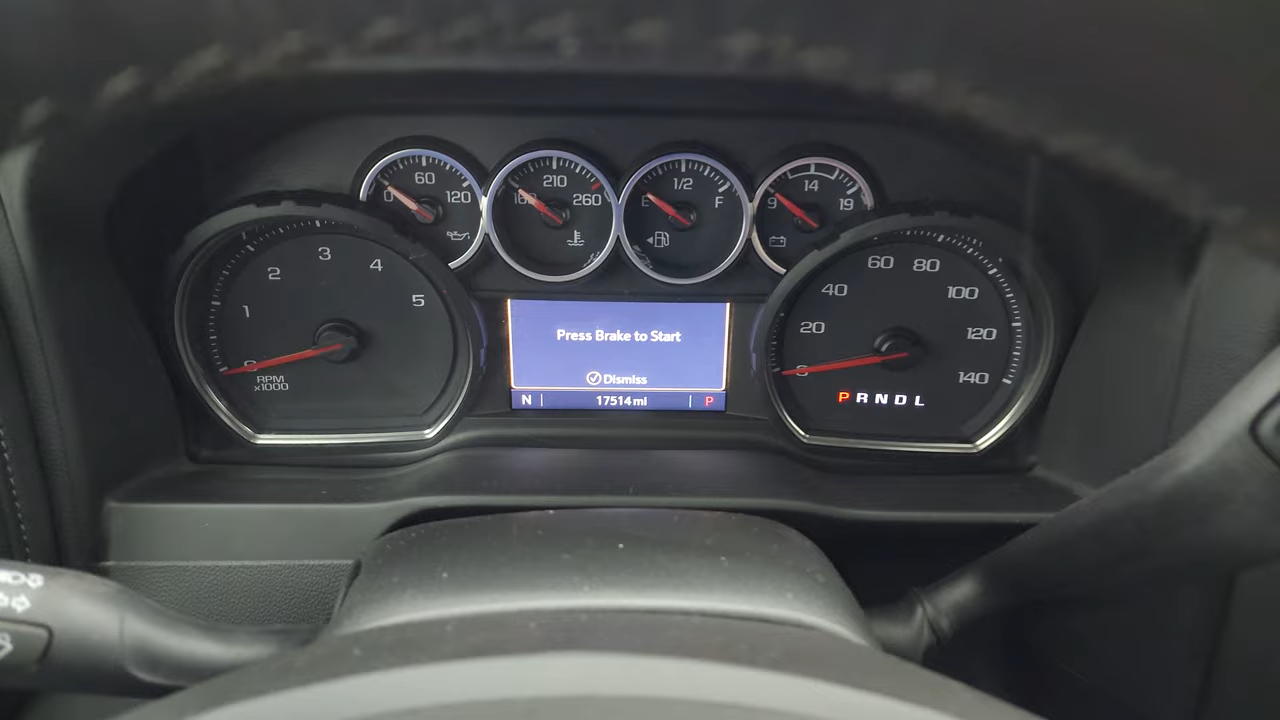 60
0 120
210
160 260
1/2
E F
14
9 19
3
2 4
1 5
0
RPM
x1000
Press Brake to Start
Dismiss
N 17514 mi P
60 80
40 100
20 120
0 140
P R N D L